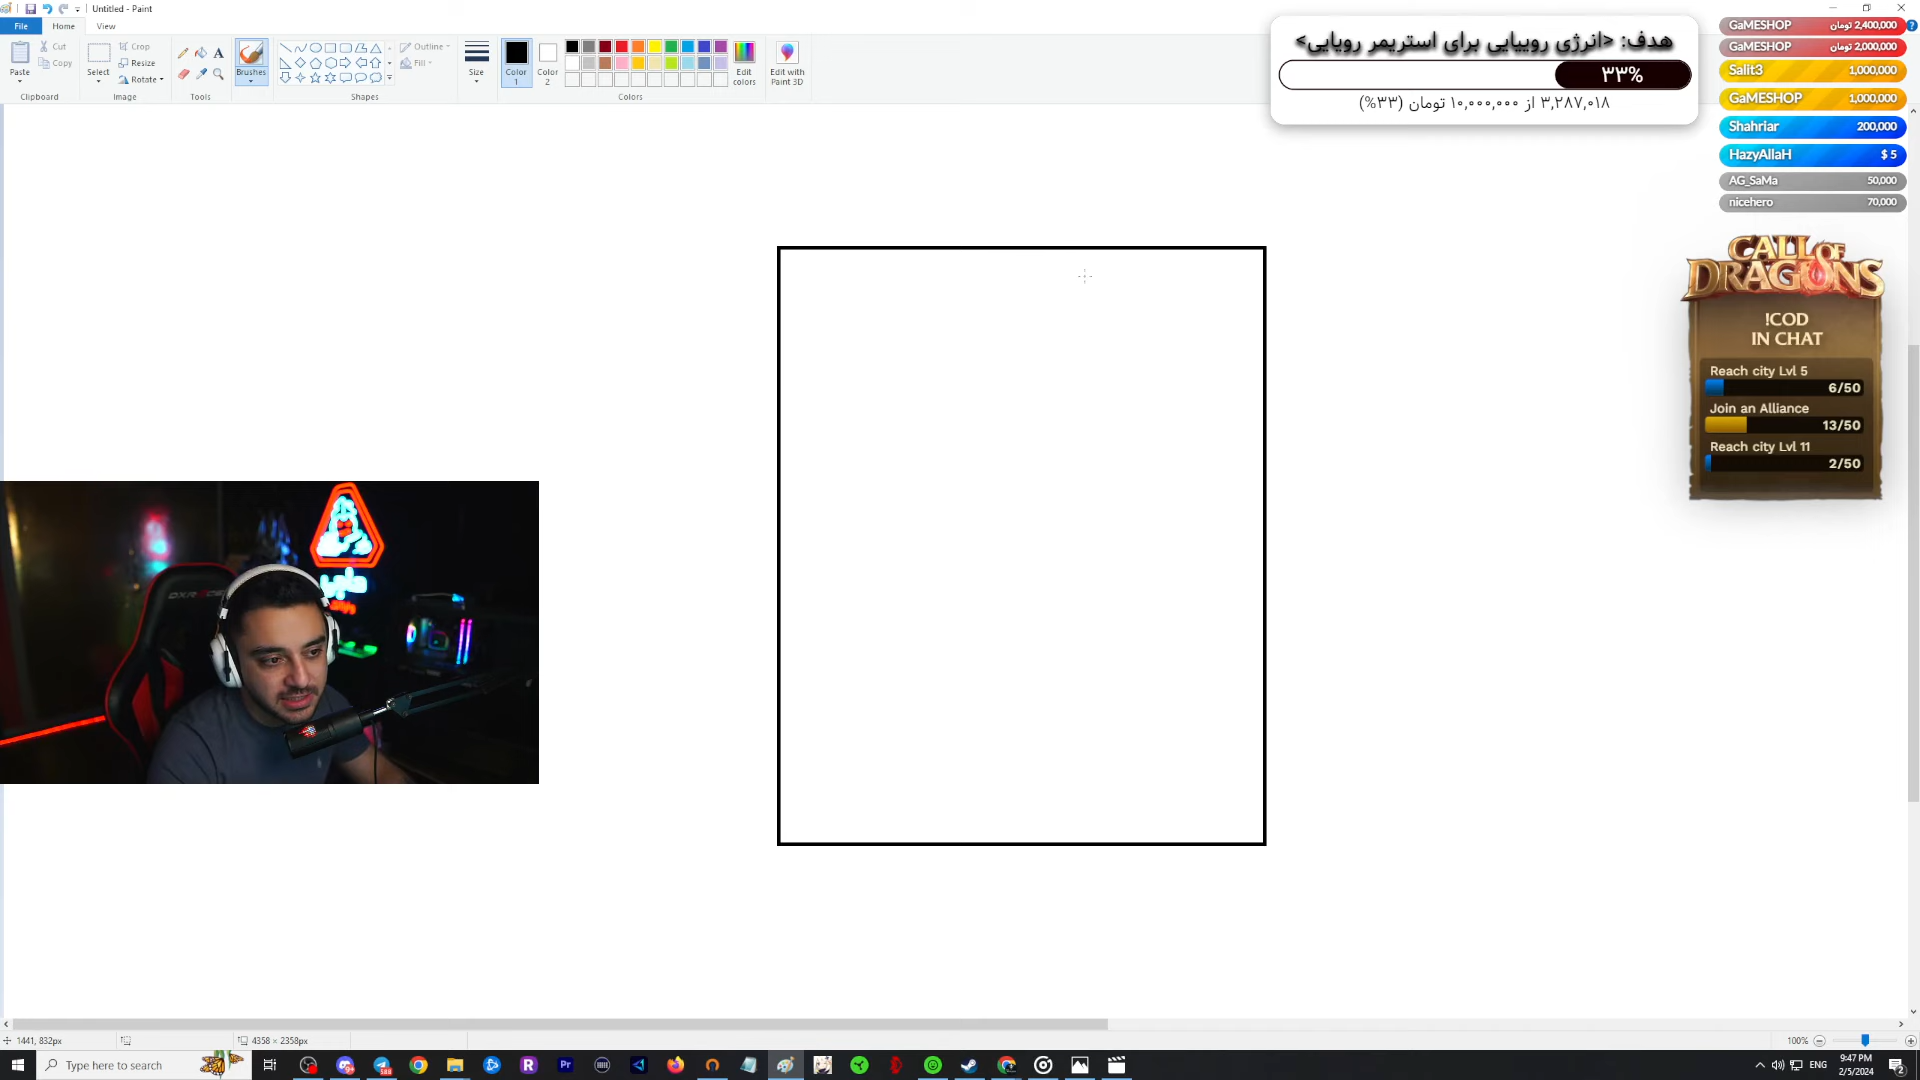 Untitled - Paint
File
Home
View
Paste
Cut
Copy
Clipboard
Select
Crop
Resize
Rotate
Image
Tools
Brushes
Shapes
Outline
Fill
Size
Color 1
Color 2
Colors
Edit colors
Edit with Paint 3D
هدف: <انرژی روییایی برای استریمر رویایی>
۳۳%
۳,۲۸۷,۰۱۸ از ۱۰,۰۰۰,۰۰۰ تومان (۳۳%)
GaMESHOP 2,400,000 تومان
GaMESHOP 2,000,000 تومان
Salit3 1,000,000
GaMESHOP 1,000,000
Shahriar 200,000
HazyAllaH $ 5
AG_SaMa 50,000
nicehero 70,000
CALL OF DRAGONS
!COD
IN CHAT
Reach city Lvl 5
6/50
Join an Alliance
13/50
Reach city Lvl 11
2/50
DXRACER
1441, 832px
4358 × 2358px
100%
Type here to search
ENG
9:47 PM
2/5/2024